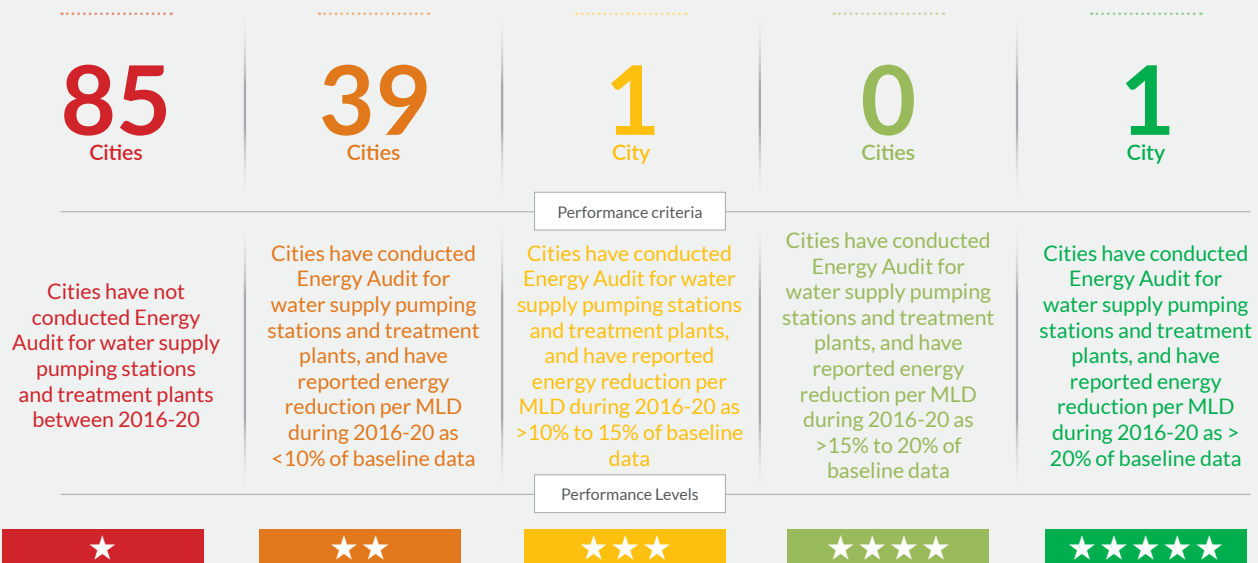 85
Cities
39
Cities
1
City
0
Cities
1
City
Performance criteria
Cities have not
conducted Energy
Audit for water supply
pumping stations
and treatment plants
between 2016-20
Cities have conducted
Energy Audit for
water supply pumping
stations and treatment
plants, and have
reported energy
reduction per MLD
during 2016-20 as
<10% of baseline data
Cities have conducted
Energy Audit for water
supply pumping stations
and treatment plants,
and have reported
energy reduction per
MLD during 2016-20 as
>10% to 15% of baseline
data
Cities have conducted
Energy Audit for
water supply pumping
stations and treatment
plants, and have
reported energy
reduction per MLD
during 2016-20 as
>15% to 20% of
baseline data
Cities have conducted
Energy Audit for
water supply pumping
stations and treatment
plants, and have
reported energy
reduction per MLD
during 2016-20 as >
20% of baseline data
Performance Levels